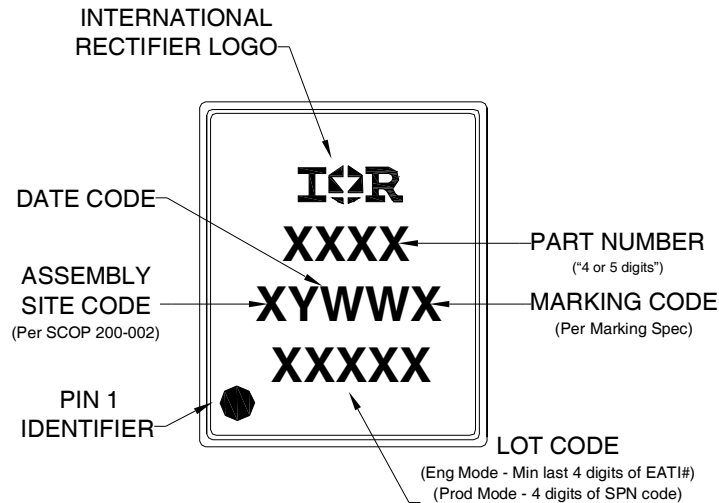 INTERNATIONAL
RECTIFIER LOGO
IOR
DATE CODE
XXXX
PART NUMBER
("4 or 5 digits")
ASSEMBLY
SITE CODE
(Per SCOP 200-002)
XYWWX
MARKING CODE
(Per Marking Spec)
XXXXX
PIN 1
IDENTIFIER
LOT CODE
(Eng Mode - Min last 4 digits of EATI#)
(Prod Mode - 4 digits of SPN code)